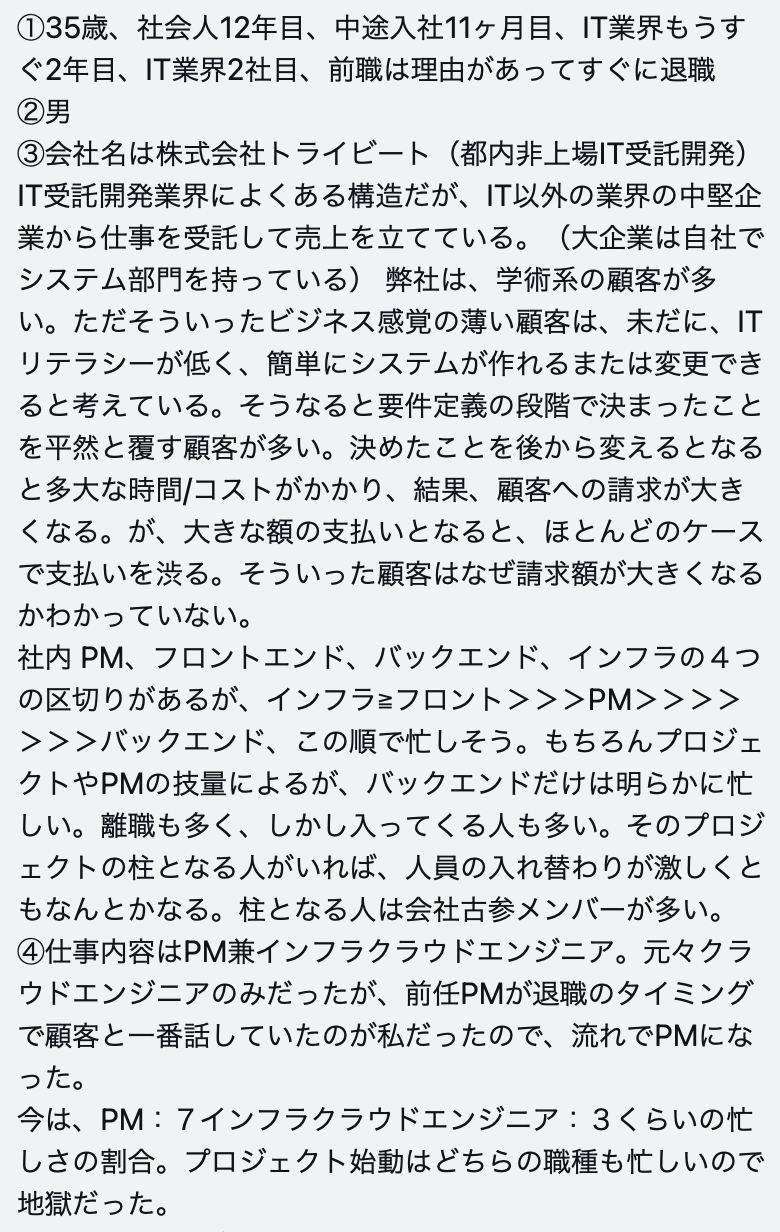 ①35歳、社会人12年目、中途入社11ヶ月目、IT業界もうす
ぐ2年目、IT業界2社目、前職は理由があってすぐに退職
②男
③会社名は株式会社トライビート（都内非上場IT受託開発）
IT受託開発業界によくある構造だが、IT以外の業界の中堅企
業から仕事を受託して売上を立てている。（大企業は自社で
システム部門を持っている） 弊社は、学術系の顧客が多
い。ただそういったビジネス感覚の薄い顧客は、未だに、IT
リテラシーが低く、簡単にシステムが作れるまたは変更でき
ると考えている。そうなると要件定義の段階で決まったこと
を平然と覆す顧客が多い。決めたことを後から変えるとなる
と多大な時間/コストがかかり、結果、顧客への請求が大き
くなる。が、大きな額の支払いとなると、ほとんどのケース
で支払いを渋る。そういった顧客はなぜ請求額が大きくなる
かわかっていない。
社内 PM、フロントエンド、バックエンド、インフラの４つ
の区切りがあるが、インフラ≧フロント＞＞＞PM＞＞＞＞
＞＞＞バックエンド、この順で忙しそう。もちろんプロジェ
クトやPMの技量によるが、バックエンドだけは明らかに忙
しい。離職も多く、しかし入ってくる人も多い。そのプロジ
ェクトの柱となる人がいれば、人員の入れ替わりが激しくと
もなんとかなる。柱となる人は会社古参メンバーが多い。
④仕事内容はPM兼インフラクラウドエンジニア。元々クラ
ウドエンジニアのみだったが、前任PMが退職のタイミング
で顧客と一番話していたのが私だったので、流れでPMにな
った。
今は、PM：７インフラクラウドエンジニア：３くらいの忙
しさの割合。プロジェクト始動はどちらの職種も忙しいので
地獄だった。